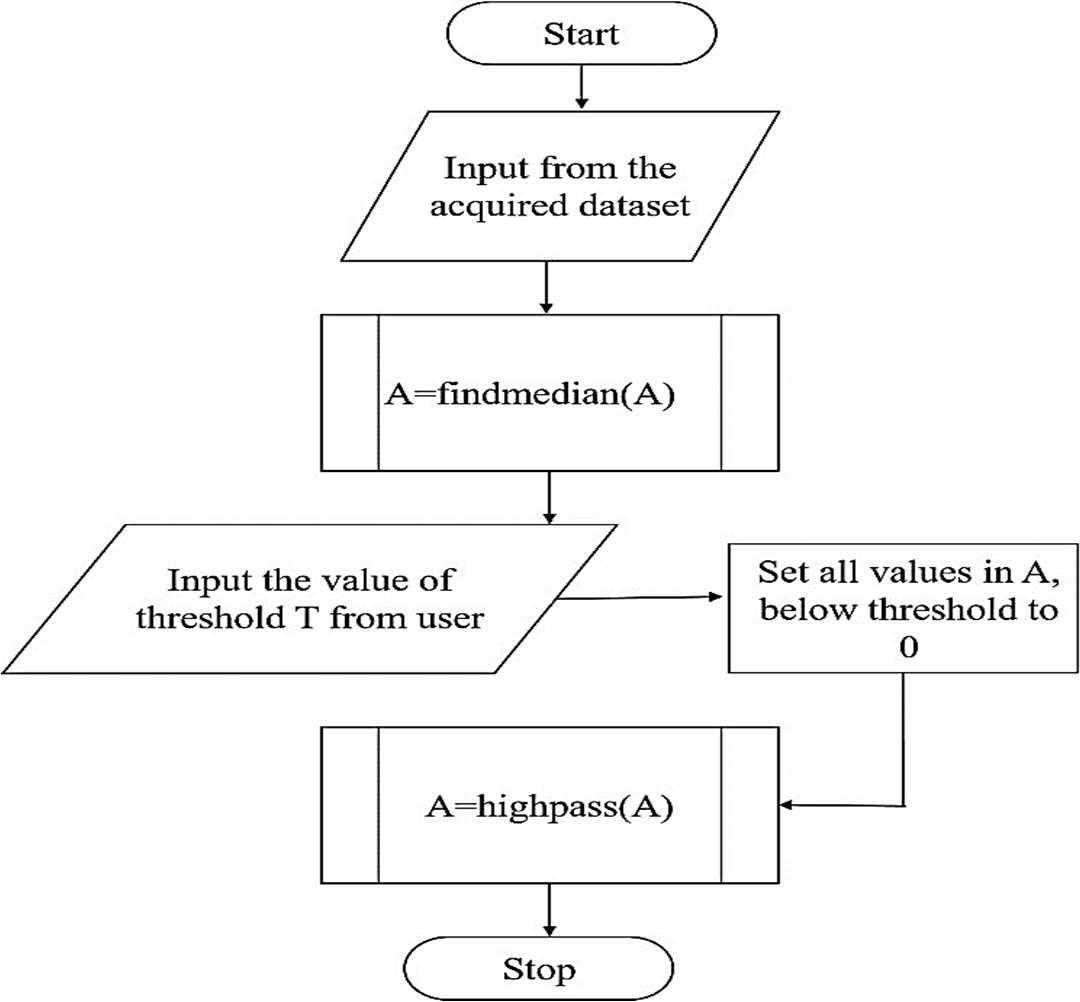 Start
Input from the
acquired dataset
A=findmedian(A)
Input the value of
threshold T from user
Set all values in A,
below threshold to
0
A=highpass(A)
Stop